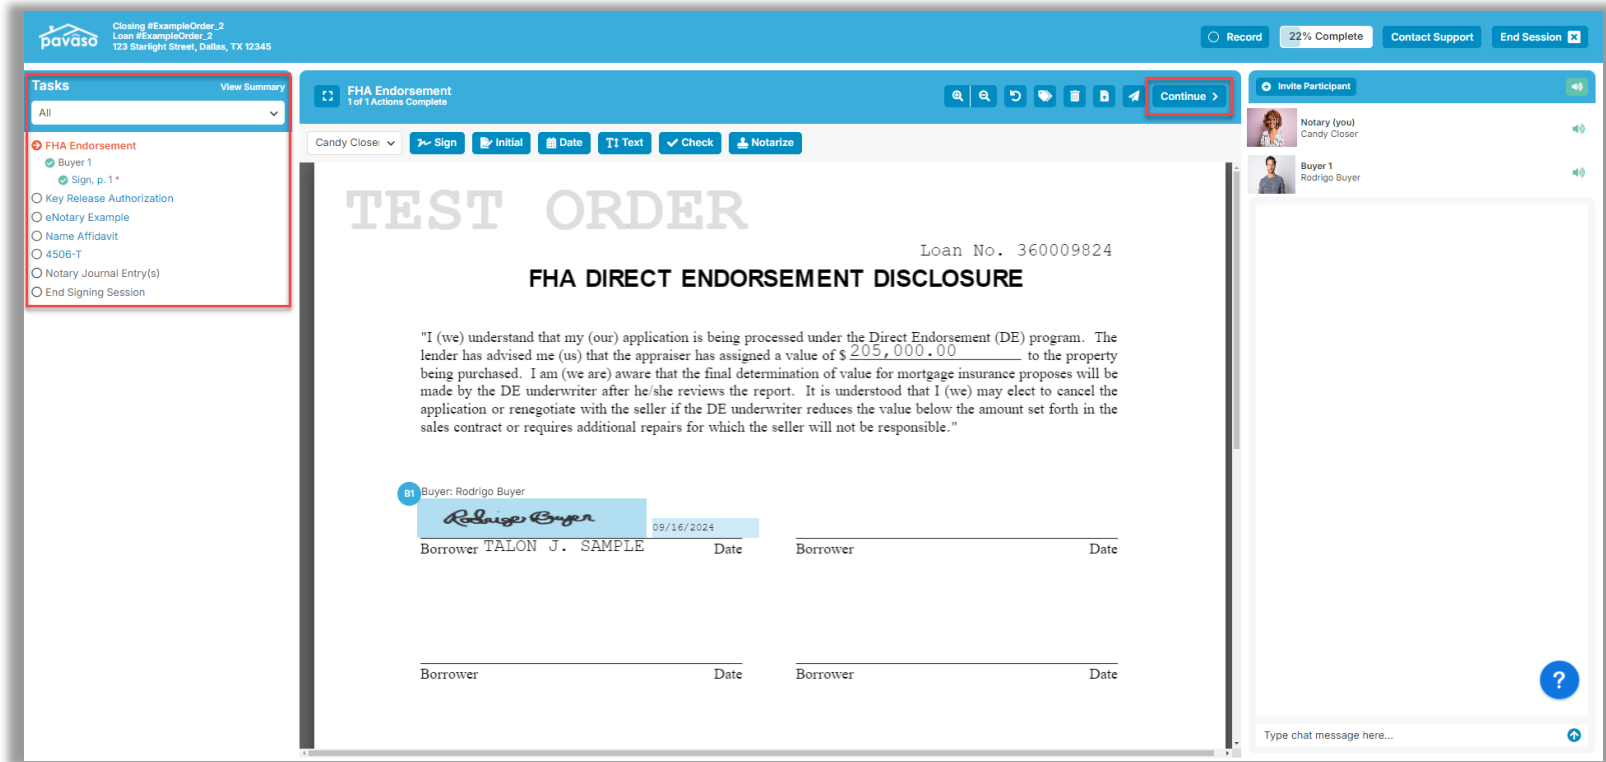 pavaso
Closing #ExampleOrder_2
Loan #ExampleOrder_2
123 Starlight Street, Dallas, TX 12345
Record
22% Complete
Contact Support
End Session
Tasks
View Summary
All
FHA Endorsement
Buyer 1
Sign, p. 1 *
Key Release Authorization
eNotary Example
Name Affidavit
4506-T
Notary Journal Entry(s)
End Signing Session
FHA Endorsement
1 of 1 Actions Complete
Continue
Candy Closer
Sign
Initial
Date
Text
Check
Notarize
TEST ORDER
Loan No. 360009824
FHA DIRECT ENDORSEMENT DISCLOSURE
"I (we) understand that my (our) application is being processed under the Direct Endorsement (DE) program. The
lender has advised me (us) that the appraiser has assigned a value of $ 205,000.00 to the property
being purchased. I am (we are) aware that the final determination of value for mortgage insurance proposes will be
made by the DE underwriter after he/she reviews the report. It is understood that I (we) may elect to cancel the
application or renegotiate with the seller if the DE underwriter reduces the value below the amount set forth in the
sales contract or requires additional repairs for which the seller will not be responsible."
B1 Buyer: Rodrigo Buyer
Rodrigo Buyer
09/16/2024
Borrower TALON J. SAMPLE Date Borrower Date
Borrower Date Borrower Date
Invite Participant
Notary (you)
Candy Closer
Buyer 1
Rodrigo Buyer
?
Type chat message here...